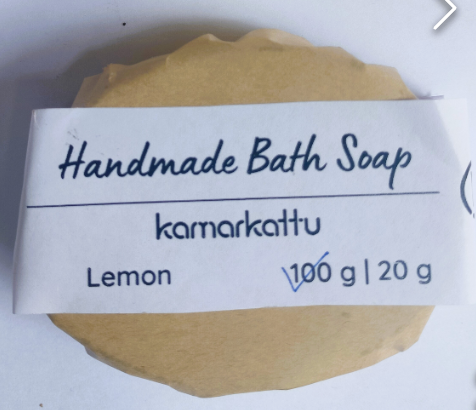 Handmade Bath Soap
kamarkattu
Lemon 100 g | 20 g